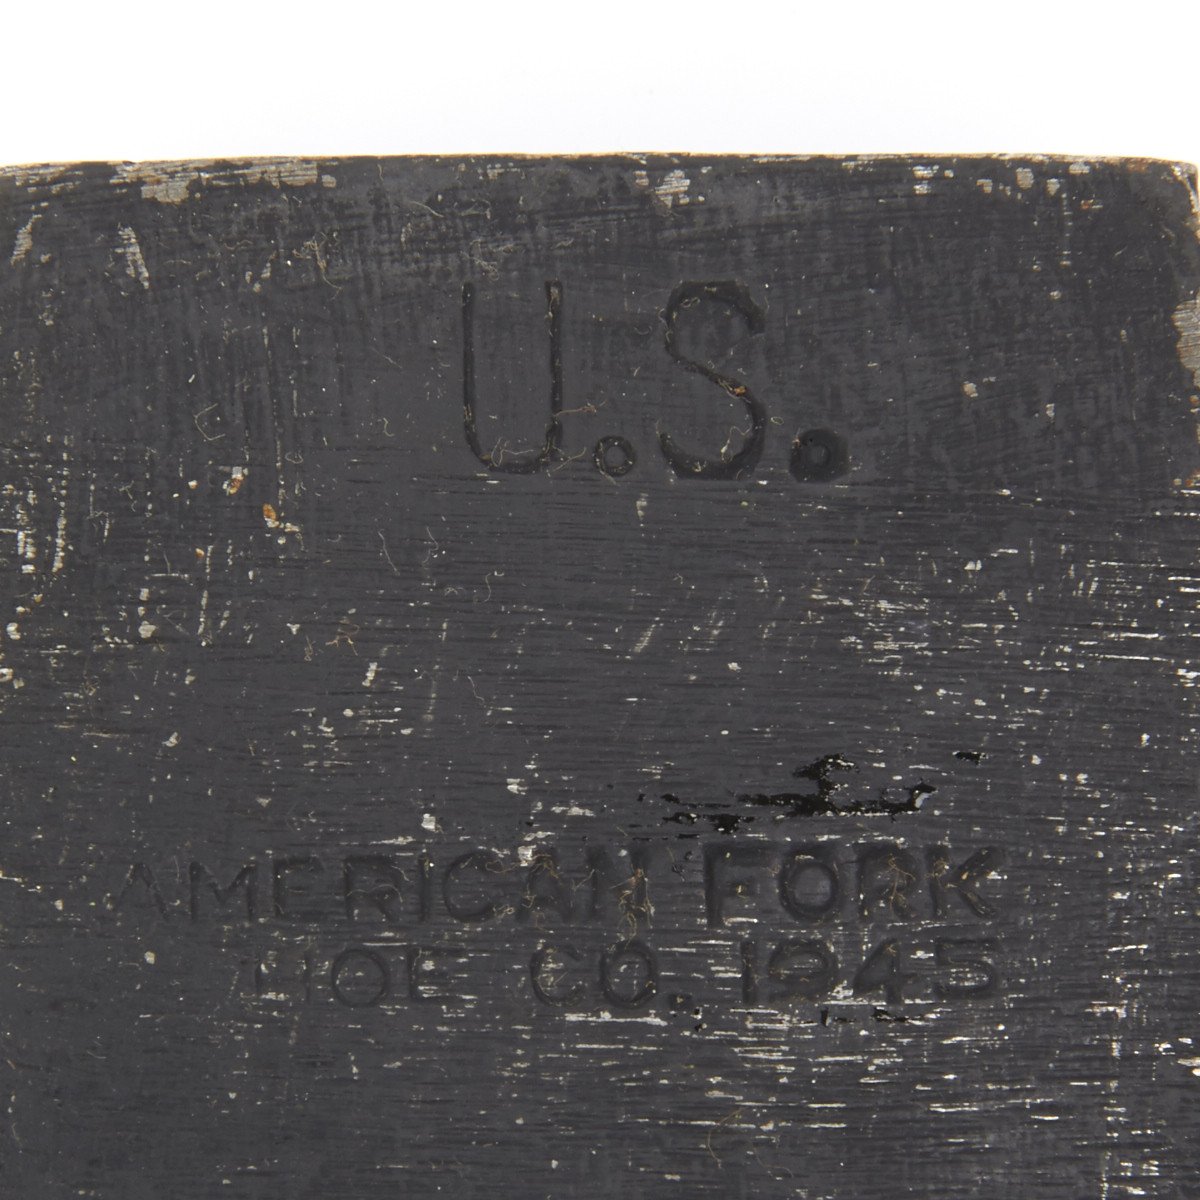 U.S.
AMERICAN FORK
HOE CO. 1945